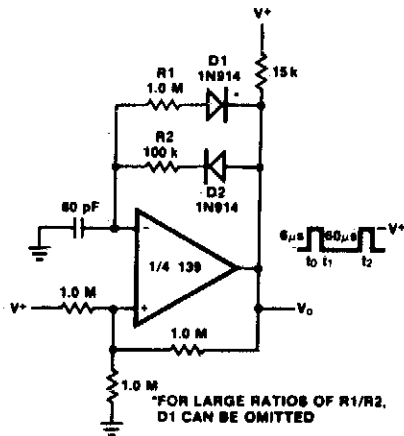 V+
D1
R1 1N914
1.0 M *
15 k
R2
100 k
D2
1N914
80 pF
−
1/4 139
+
6μs
60μs
V+
t0 t1 t2
V+
1.0 M
Vo
1.0 M
1.0 M
*FOR LARGE RATIOS OF R1/R2,
D1 CAN BE OMITTED